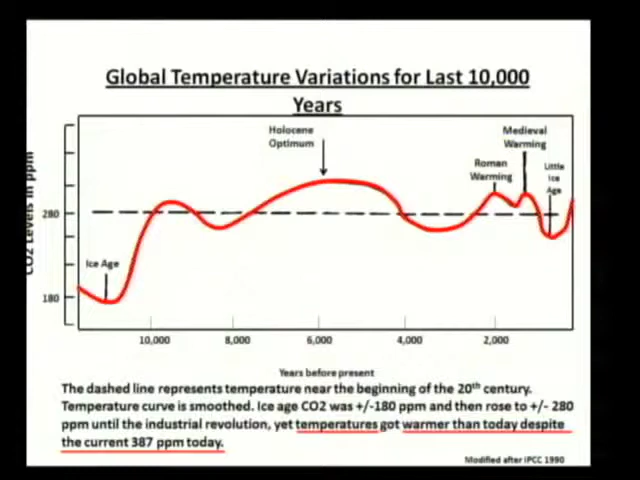 Global Temperature Variations for Last 10,000
Years
Holocene
Optimum
Medieval
Warming
Roman
Warming
Little
Ice
Age
CO2 Levels in ppm
280
Ice Age
180
10,000 8,000 6,000 4,000 2,000
Years before present
The dashed line represents temperature near the beginning of the 20th century.
Temperature curve is smoothed. Ice age CO2 was +/-180 ppm and then rose to +/- 280
ppm until the industrial revolution, yet temperatures got warmer than today despite
the current 387 ppm today.
Modified after IPCC 1990